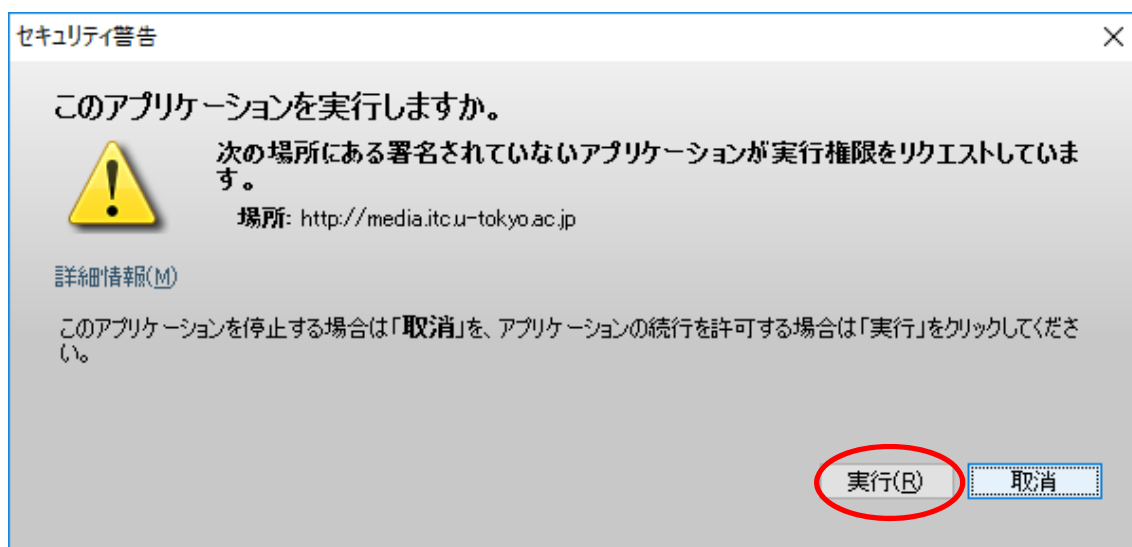 セキュリティ警告
このアプリケーションを実行しますか。
次の場所にある署名されていないアプリケーションが実行権限をリクエストしていま
す。
場所: http://media.itc.u-tokyo.ac.jp
詳細情報(M)
このアプリケーションを停止する場合は「取消」を、アプリケーションの続行を許可する場合は「実行」をクリックしてくださ
い。
実行(R) 取消